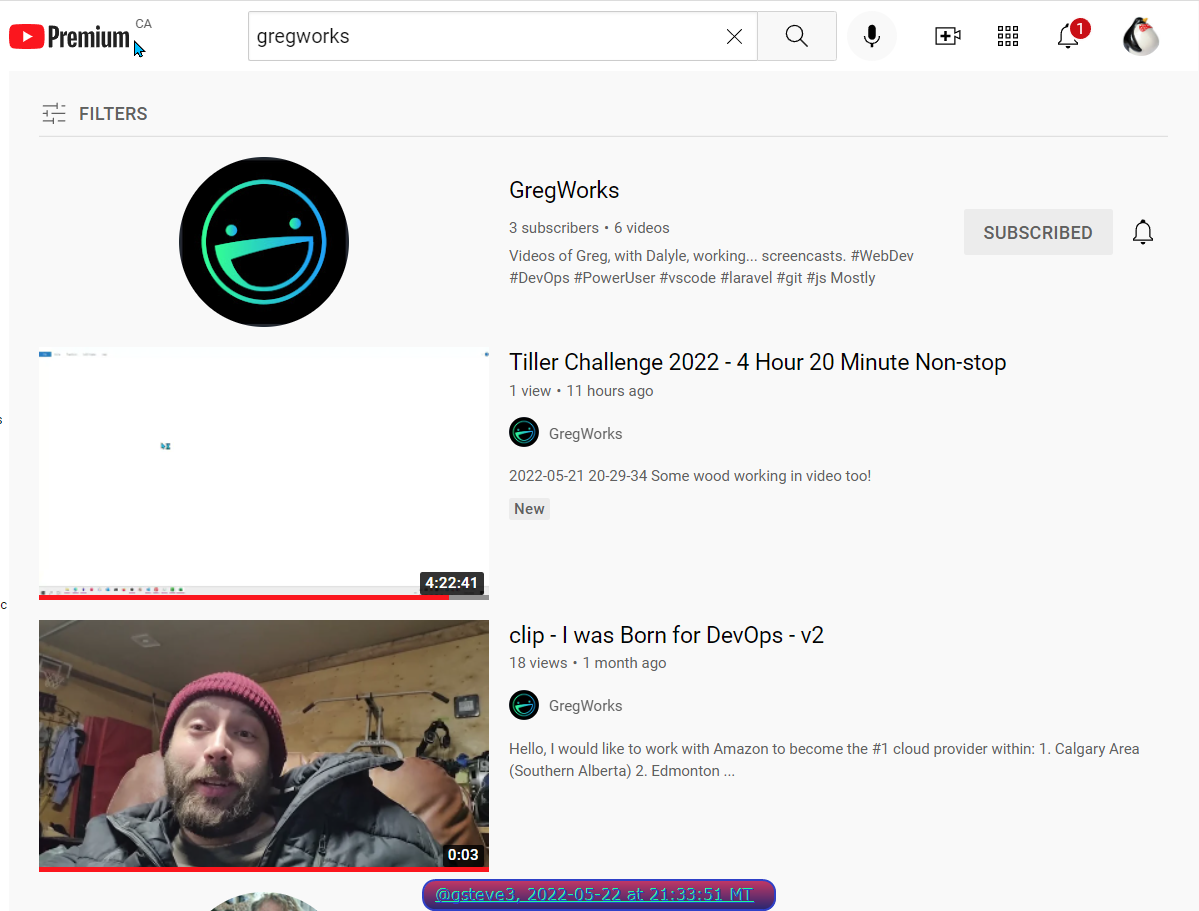 Premium CA
gregworks
1
FILTERS
GregWorks
3 subscribers • 6 videos
SUBSCRIBED
Videos of Greg, with Dalyle, working... screencasts. #WebDev
#DevOps #PowerUser #vscode #laravel #git #js Mostly
Tiller Challenge 2022 - 4 Hour 20 Minute Non-stop
1 view • 11 hours ago
GregWorks
2022-05-21 20-29-34 Some wood working in video too!
New
4:22:41
clip - I was Born for DevOps - v2
18 views • 1 month ago
GregWorks
Hello, I would like to work with Amazon to become the #1 cloud provider within: 1. Calgary Area
(Southern Alberta) 2. Edmonton ...
0:03
@gsteve3, 2022-05-22 at 21:33:51 MT